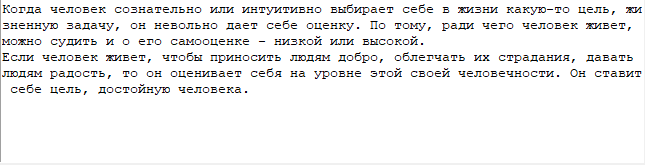 Когда человек сознательно или интуитивно выбирает себе в жизни какую-то цель, жи
зненную задачу, он невольно дает себе оценку. По тому, ради чего человек живет,
можно судить и о его самооценке - низкой или высокой.
Если человек живет, чтобы приносить людям добро, облегчать их страдания, давать
людям радость, то он оценивает себя на уровне этой своей человечности. Он ставит
 себе цель, достойную человека.